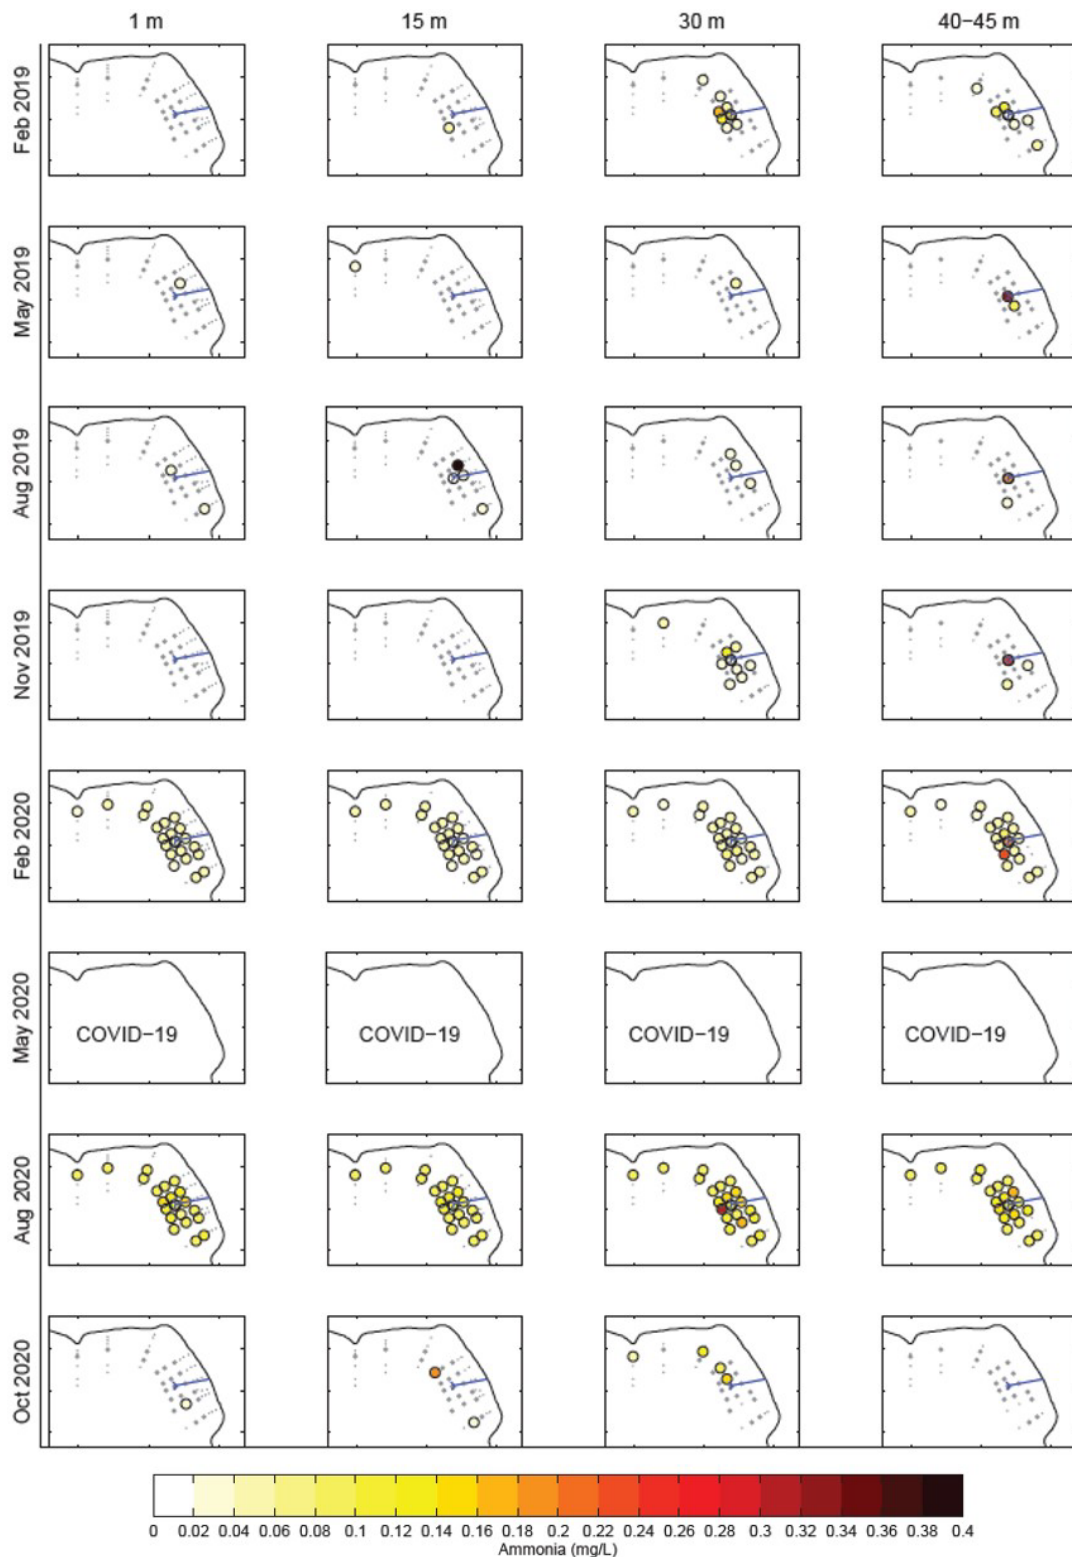 1 m 15 m 30 m 40−45 m
Feb 2019
May 2019
Aug 2019
Nov 2019
Feb 2020
May 2020
COVID−19 COVID−19 COVID−19 COVID−19
Aug 2020
Oct 2020
0 0.02 0.04 0.06 0.08 0.1 0.12 0.14 0.16 0.18 0.2 0.22 0.24 0.26 0.28 0.3 0.32 0.34 0.36 0.38 0.4
Ammonia (mg/L)